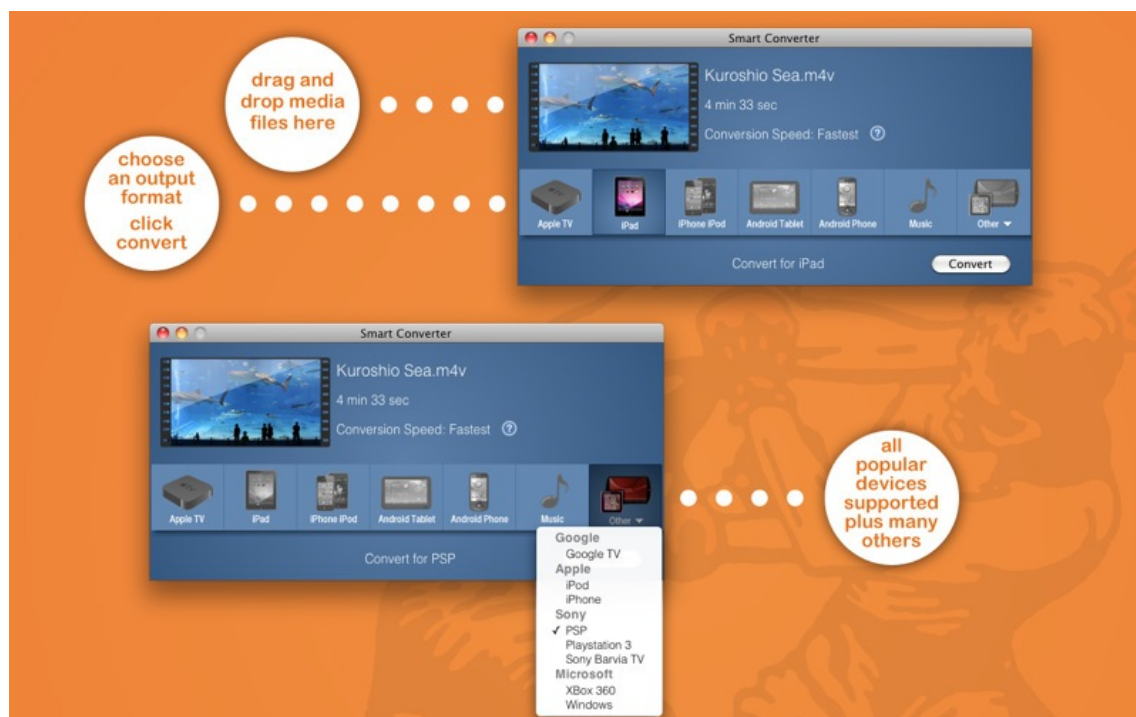 drag and
drop media
files here
choose
an output
format
click
convert
Smart Converter
Kuroshio Sea.m4v
4 min 33 sec
Conversion Speed: Fastest ?
Apple TV
iPad
iPhone iPod
Android Tablet
Android Phone
Music
Other
Convert for iPad
Convert
Smart Converter
Kuroshio Sea.m4v
4 min 33 sec
Conversion Speed: Fastest ?
Apple TV
iPad
iPhone iPod
Android Tablet
Android Phone
Music
Other
Convert for PSP
Google
Google TV
Apple
iPod
iPhone
Sony
✓ PSP
Playstation 3
Sony Barvia TV
Microsoft
XBox 360
Windows
all
popular
devices
supported
plus many
others